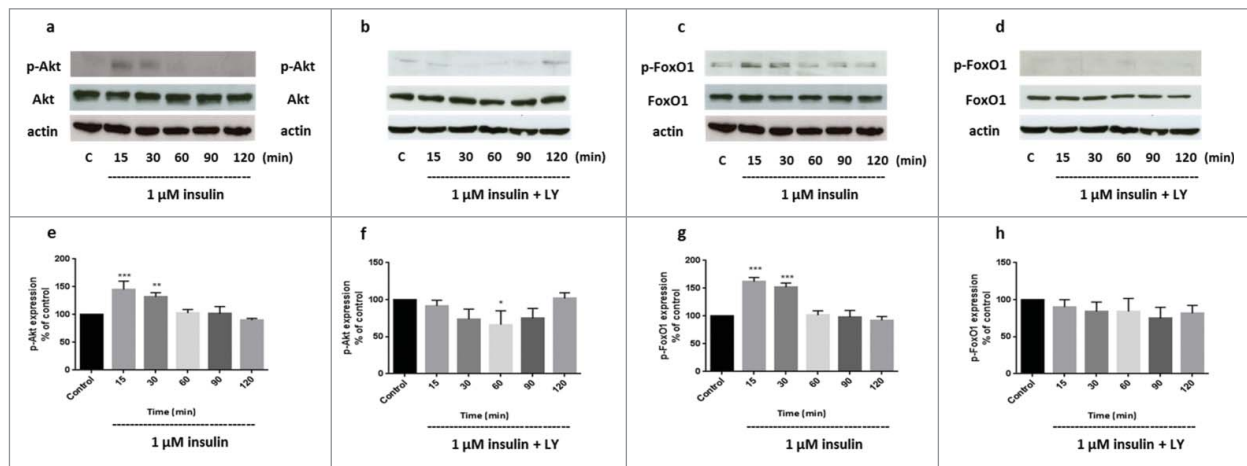 a
p-Akt
Akt
actin
C 15 30 60 90 120 (min)
1 μM insulin
b
p-Akt
Akt
actin
C 15 30 60 90 120
1 μM insulin + LY
c
p-FoxO1
FoxO1
actin
C 15 30 60 90 120 (min)
1 μM insulin
d
p-FoxO1
FoxO1
actin
C 15 30 60 90 120 (min)
1 μM insulin + LY
e
p-Akt expression
% of control
200
150
100
50
0
***
**
Control 15 30 60 90 120
Time (min)
1 μM insulin
f
p-Akt expression
% of control
150
100
50
0
*
Control 15 30 60 90 120
Time (min)
1 μM insulin + LY
g
p-FoxO1 expression
% of control
200
150
100
50
0
***
***
Control 15 30 60 90 120
Time (min)
1 μM insulin
h
p-FoxO1 expression
% of control
150
100
50
0
Control 15 30 60 90 120
Time (min)
1 μM insulin + LY